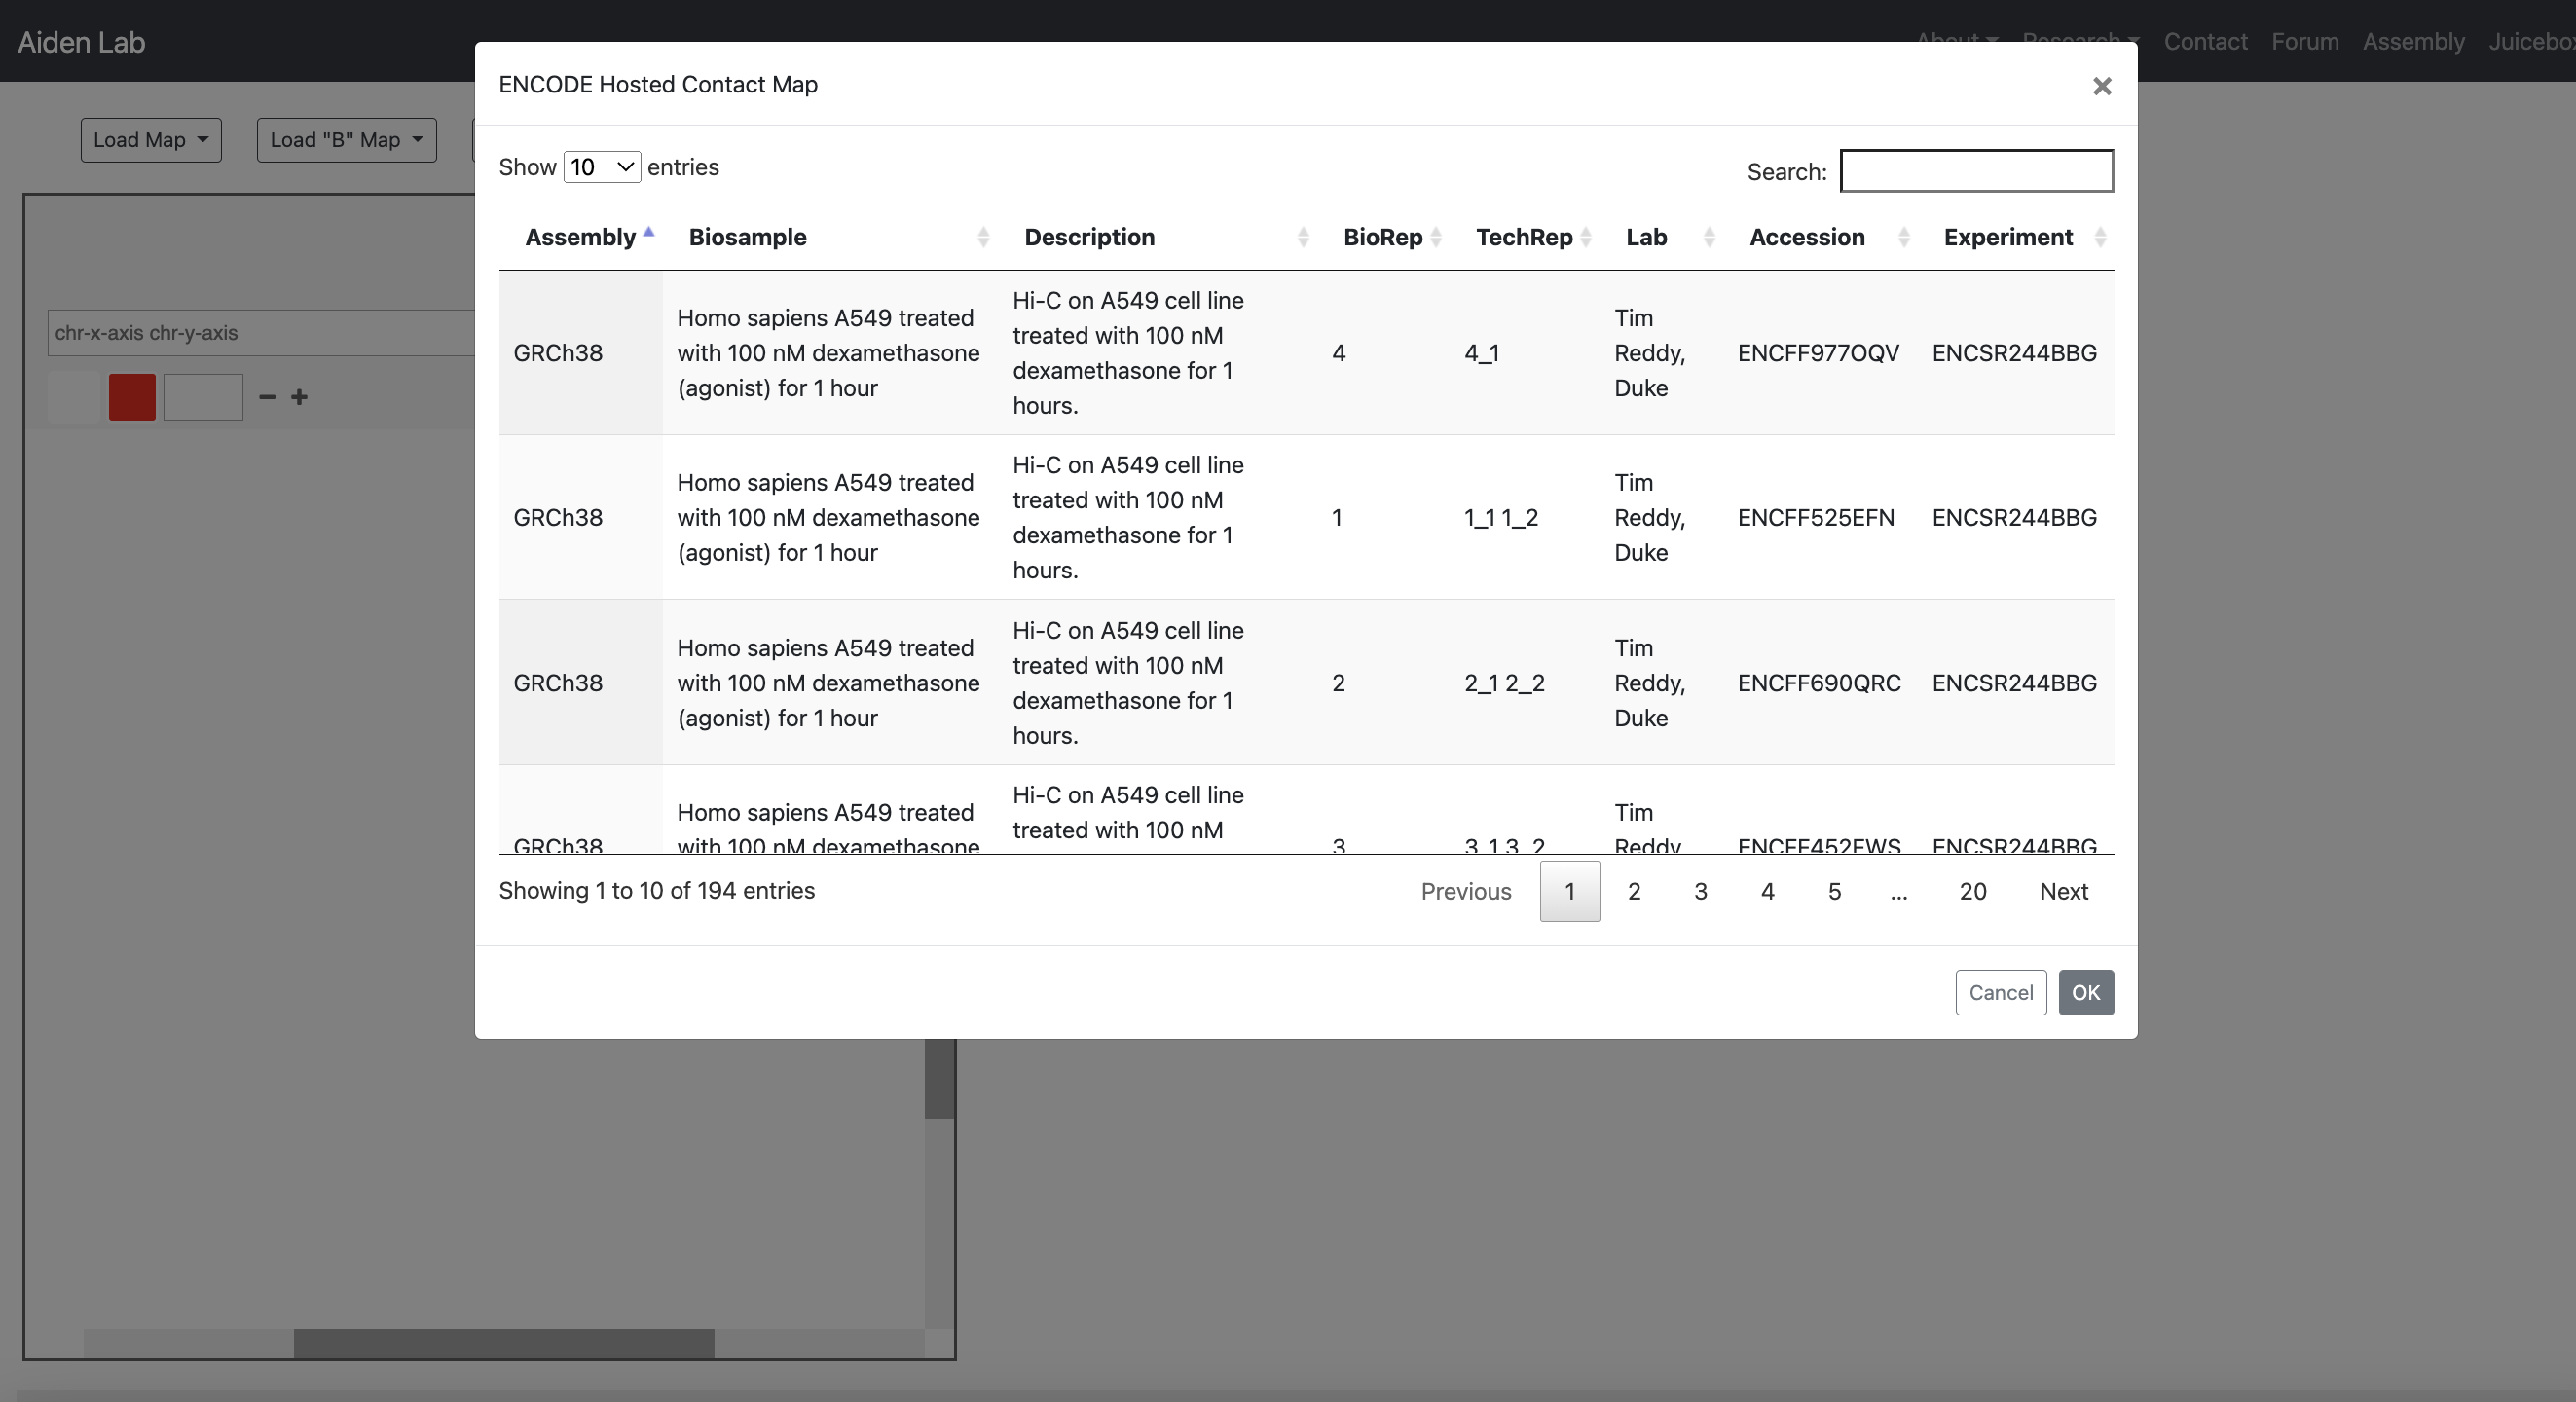 Aiden Lab
About Research Contact Forum Assembly
Load Map
Load "B" Map
chr-x-axis chr-y-axis
ENCODE Hosted Contact Map
×
Show 10 entries
Search:
Assembly Biosample Description BioRep TechRep Lab Accession Experiment
GRCh38 Homo sapiens A549 treated with 100 nM dexamethasone (agonist) for 1 hour Hi-C on A549 cell line treated with 100 nM dexamethasone for 1 hours. 4 4_1 Tim Reddy, Duke ENCFF977OQV ENCSR244BBG
GRCh38 Homo sapiens A549 treated with 100 nM dexamethasone (agonist) for 1 hour Hi-C on A549 cell line treated with 100 nM dexamethasone for 1 hours. 1 1_1 1_2 Tim Reddy, Duke ENCFF525EFN ENCSR244BBG
GRCh38 Homo sapiens A549 treated with 100 nM dexamethasone (agonist) for 1 hour Hi-C on A549 cell line treated with 100 nM dexamethasone for 1 hours. 2 2_1 2_2 Tim Reddy, Duke ENCFF690QRC ENCSR244BBG
GRCh38 Homo sapiens A549 treated with 100 nM dexamethasone Hi-C on A549 cell line treated with 100 nM 3 3_1 3_2 Tim Reddy ENCFF452FWS ENCSR244BBG
Showing 1 to 10 of 194 entries
Previous 1 2 3 4 5 ... 20 Next
Cancel OK